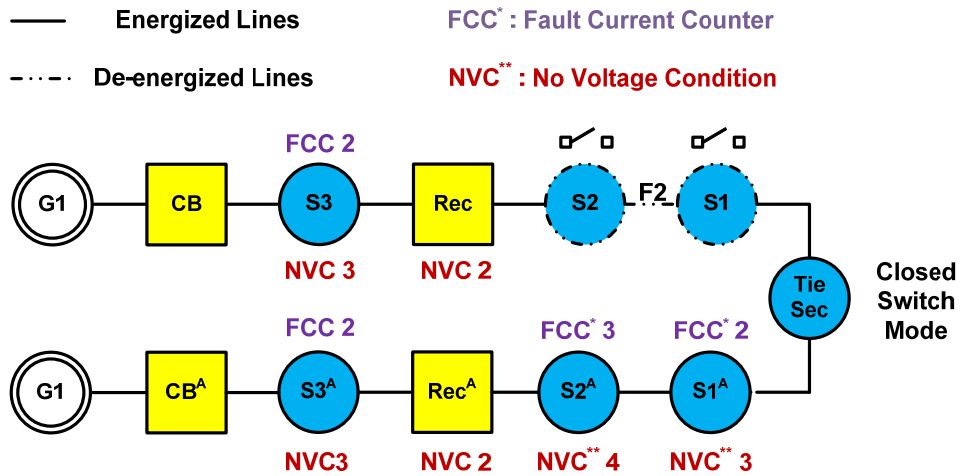 Energized Lines
FCC* : Fault Current Counter
De-energized Lines
NVC** : No Voltage Condition
FCC 2
G1
CB
S3
Rec
S2
F2
S1
NVC 3
NVC 2
Tie
Sec
Closed
Switch
Mode
FCC 2
FCC* 3
FCC* 2
G1
CBᴬ
S3ᴬ
Recᴬ
S2ᴬ
S1ᴬ
NVC3
NVC 2
NVC** 4
NVC** 3